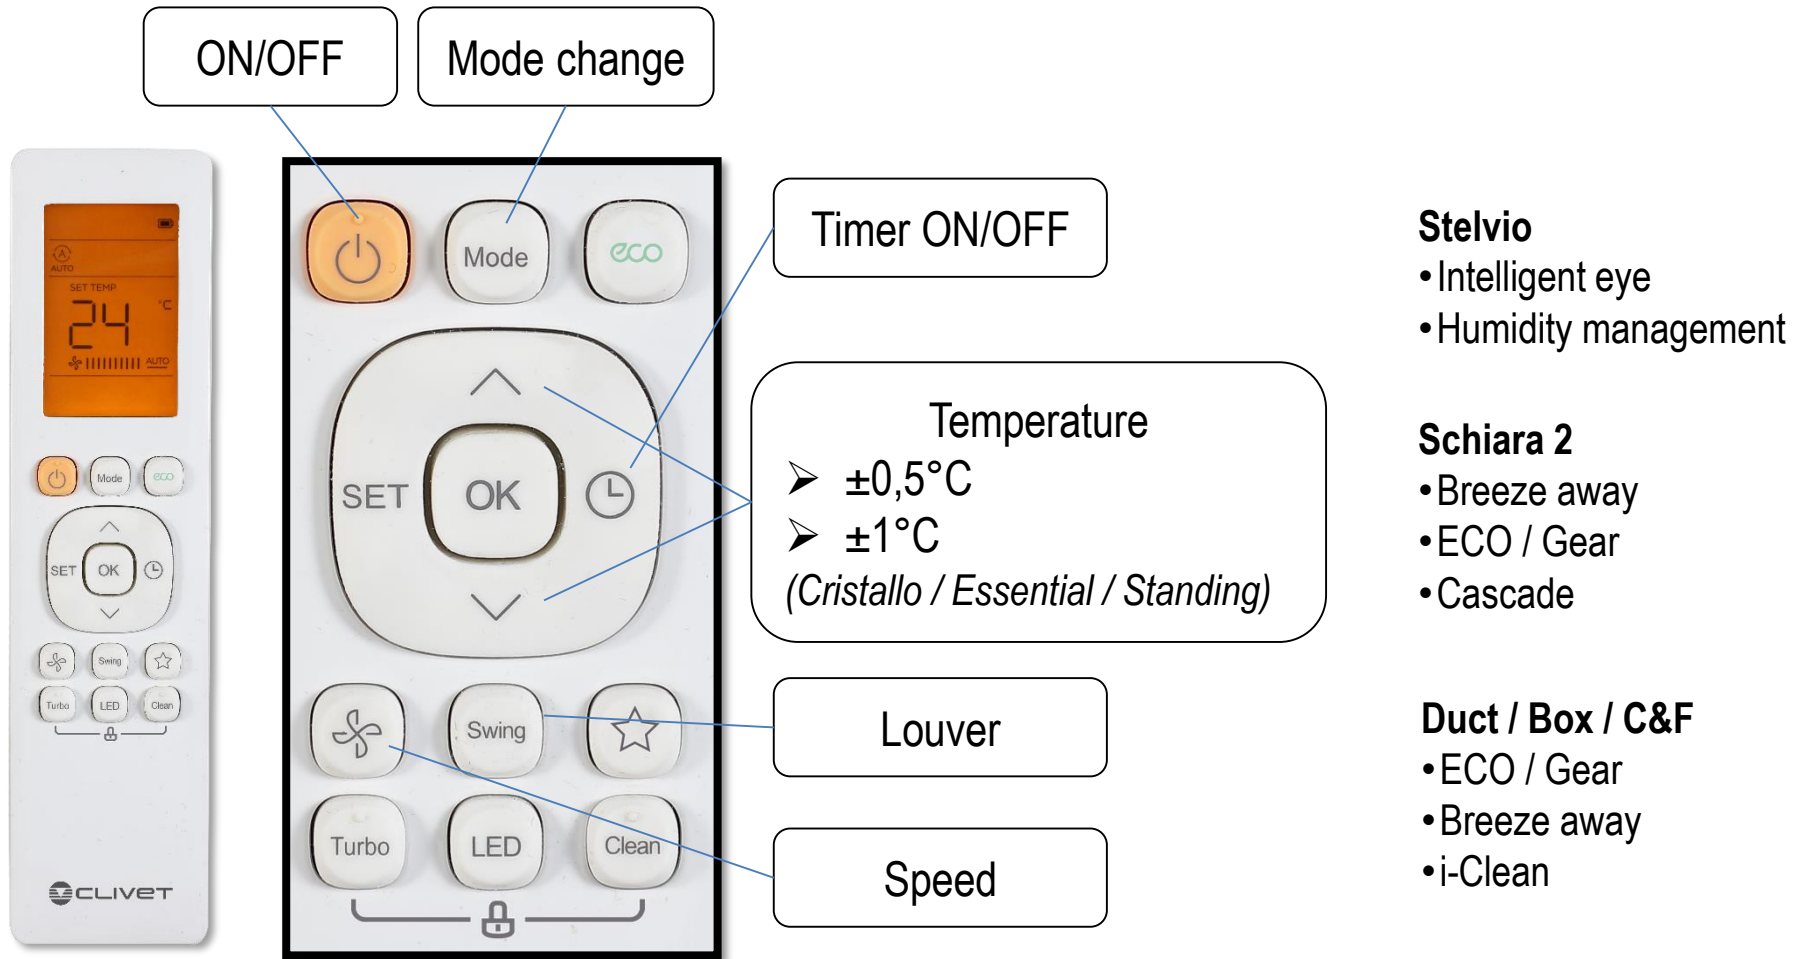 ON/OFF
Mode change
AUTO
SET TEMP
24 °C
AUTO
Mode eco
SET OK
Swing
Turbo LED Clean
CLIVET
Mode eco
SET OK
Swing
Turbo LED Clean
Timer ON/OFF
Temperature
➢ ±0,5°C
➢ ±1°C
(Cristallo / Essential / Standing)
Louver
Speed
Stelvio
•Intelligent eye
•Humidity management
Schiara 2
•Breeze away
•ECO / Gear
•Cascade
Duct / Box / C&F
•ECO / Gear
•Breeze away
•i-Clean